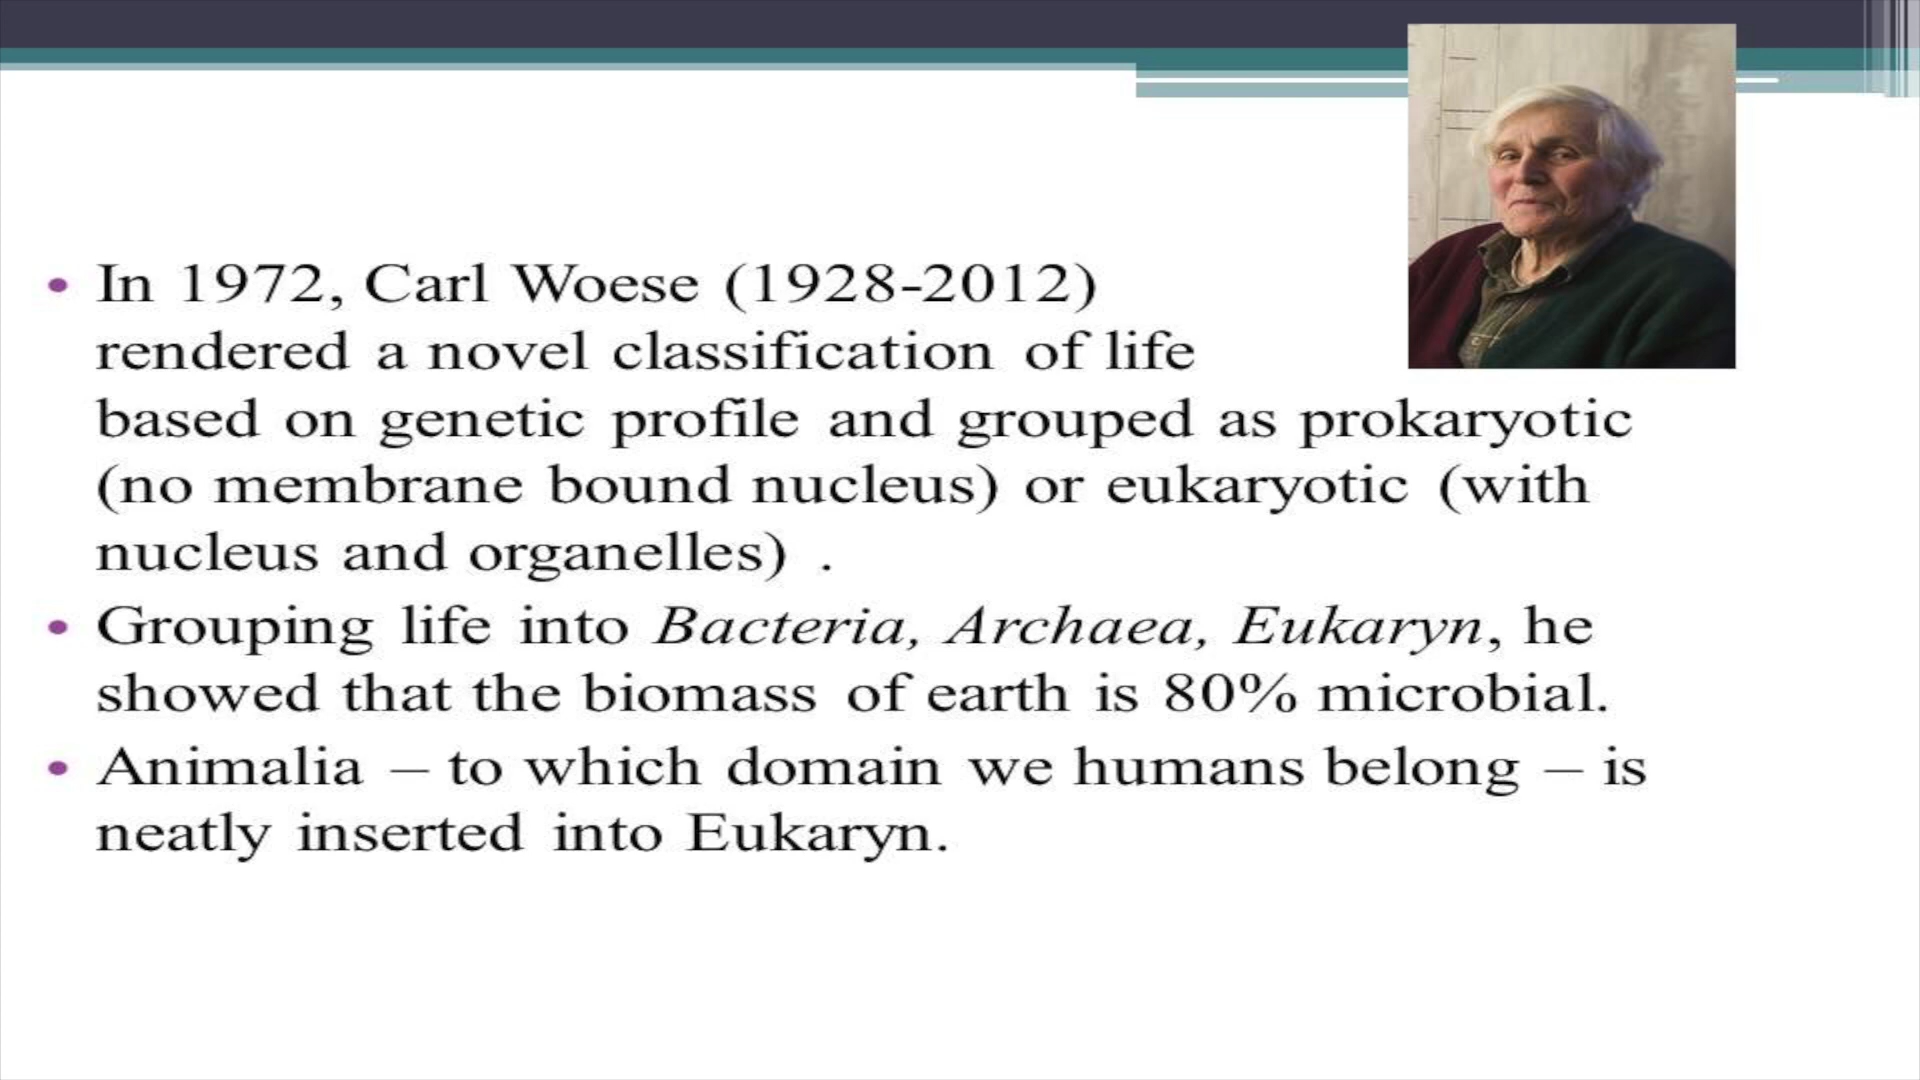 In 1972, Carl Woese (1928-2012)
rendered a novel classification of life
based on genetic profile and grouped as prokaryotic
(no membrane bound nucleus) or eukaryotic (with
nucleus and organelles) .
Grouping life into Bacteria, Archaea, Eukaryn, he
showed that the biomass of earth is 80% microbial.
Animalia – to which domain we humans belong – is
neatly inserted into Eukaryn.